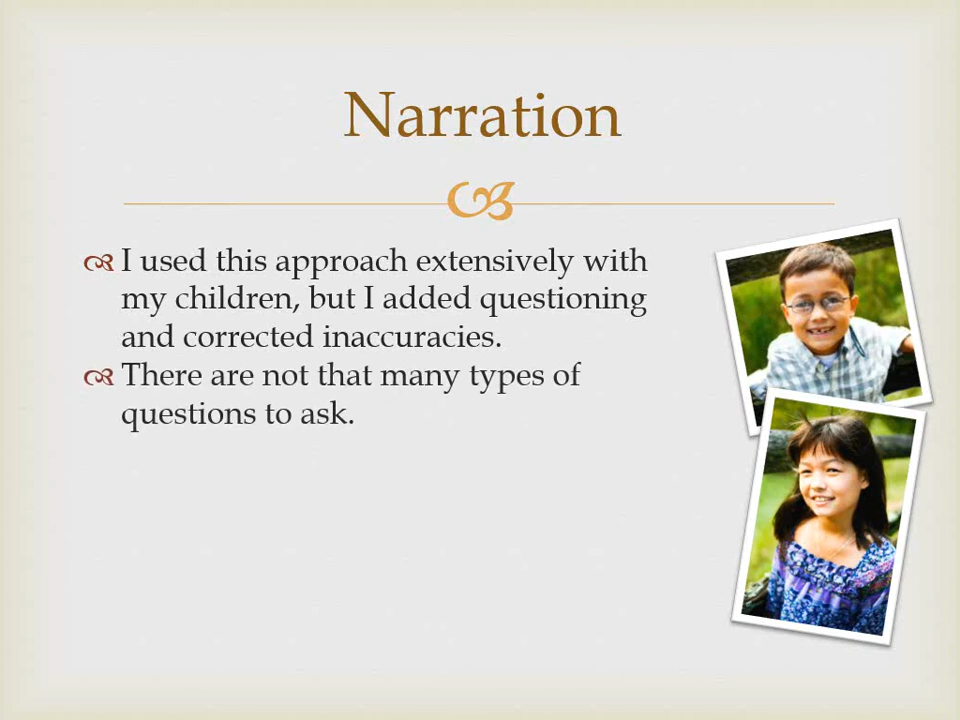 Narration
I used this approach extensively with
my children, but I added questioning
and corrected inaccuracies.
There are not that many types of
questions to ask.